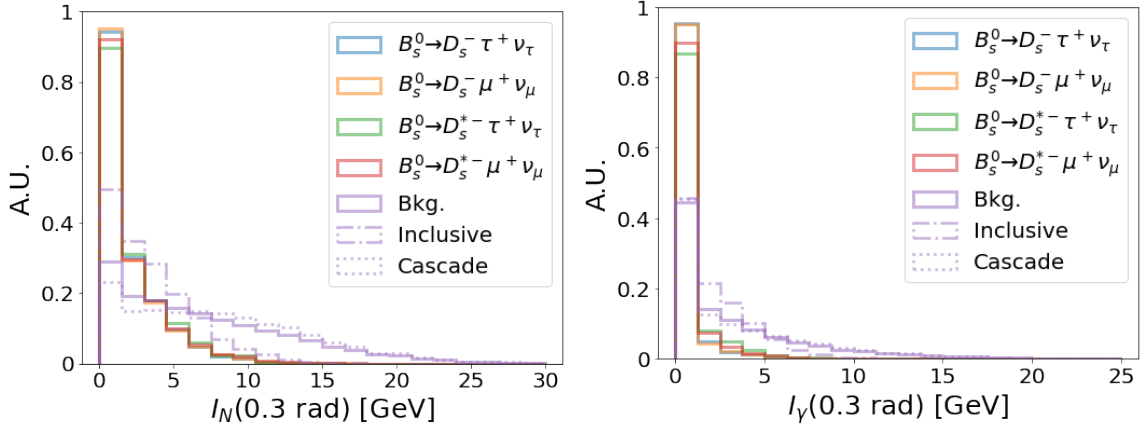 1
0.8
0.6
0.4
0.2
0
A.U.
0 5 10 15 20 25 30
I_N(0.3 rad) [GeV]
B_s^0→D_s^- τ^+ ν_τ
B_s^0→D_s^- μ^+ ν_μ
B_s^0→D_s^{*-} τ^+ ν_τ
B_s^0→D_s^{*-} μ^+ ν_μ
Bkg.
Inclusive
Cascade
1
0.8
0.6
0.4
0.2
0
A.U.
0 5 10 15 20 25
I_γ(0.3 rad) [GeV]
B_s^0→D_s^- τ^+ ν_τ
B_s^0→D_s^- μ^+ ν_μ
B_s^0→D_s^{*-} τ^+ ν_τ
B_s^0→D_s^{*-} μ^+ ν_μ
Bkg.
Inclusive
Cascade